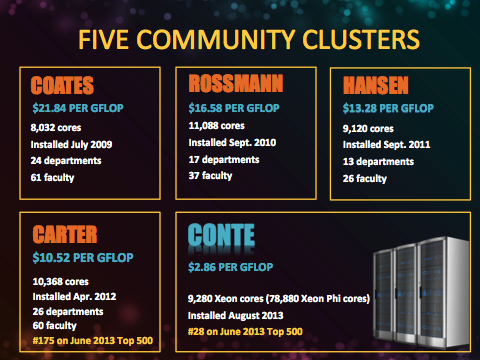 FIVE COMMUNITY CLUSTERS
COATES
$21.84 PER GFLOP
8,032 cores
Installed July 2009
24 departments
61 faculty
ROSSMANN
$16.58 PER GFLOP
11,088 cores
Installed Sept. 2010
17 departments
37 faculty
HANSEN
$13.28 PER GFLOP
9,120 cores
Installed Sept. 2011
13 departments
26 faculty
CARTER
$10.52 PER GFLOP
10,368 cores
Installed Apr. 2012
26 departments
60 faculty
#175 on June 2013 Top 500
CONTE
$2.86 PER GFLOP
9,280 Xeon cores (78,880 Xeon Phi cores)
Installed August 2013
#28 on June 2013 Top 500